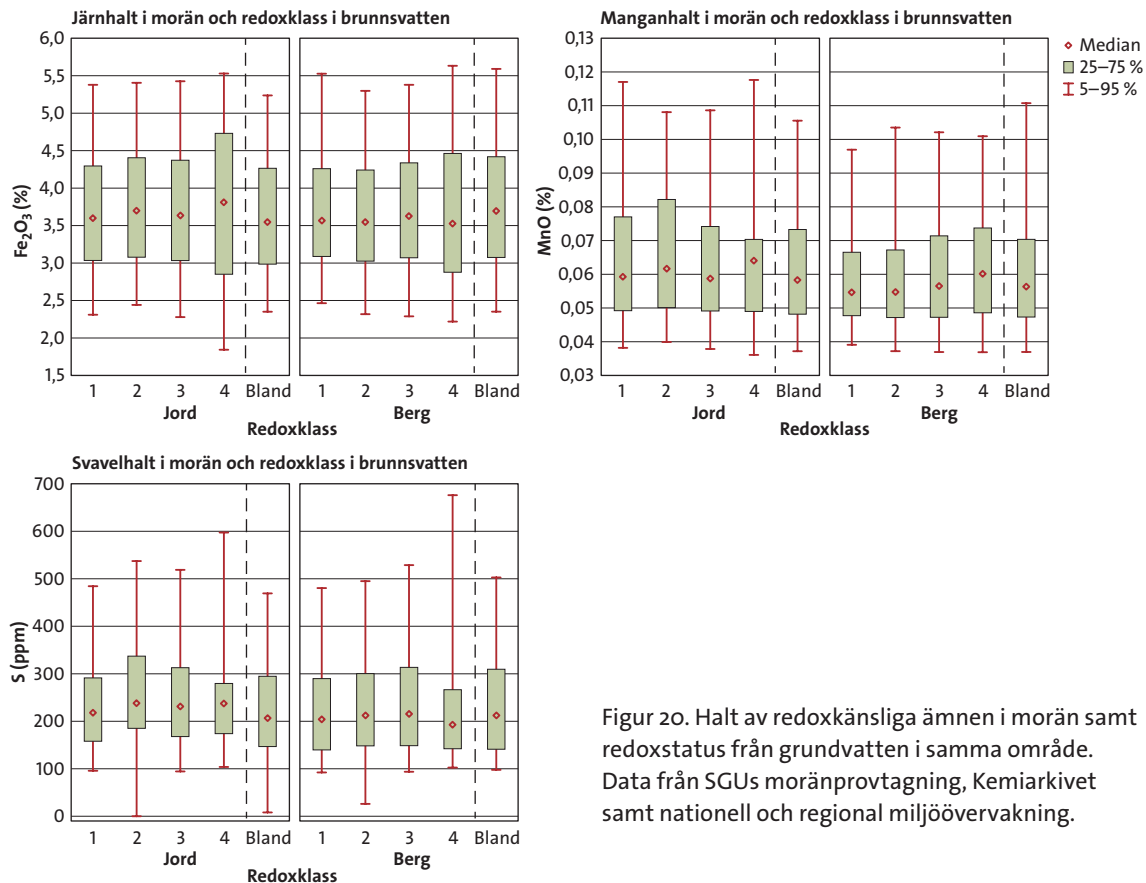 Järnhalt i morän och redoxklass i brunnsvatten
6,0
5,5
5,0
4,5
4,0
3,5
3,0
2,5
2,0
1,5
Fe₂O₃ (%)
1 2 3 4 Bland 1 2 3 4 Bland
Jord Berg
Redoxklass
Manganhalt i morän och redoxklass i brunnsvatten
0,13
0,12
0,11
0,10
0,09
0,08
0,07
0,06
0,05
0,04
0,03
MnO (%)
1 2 3 4 Bland 1 2 3 4 Bland
Jord Berg
Redoxklass
Median
25–75 %
5–95 %
Svavelhalt i morän och redoxklass i brunnsvatten
700
600
500
400
300
200
100
0
S (ppm)
1 2 3 4 Bland 1 2 3 4 Bland
Jord Berg
Redoxklass
Figur 20. Halt av redoxkänsliga ämnen i morän samt
redoxstatus från grundvatten i samma område.
Data från SGUs moränprovtagning, Kemiarkivet
samt nationell och regional miljöövervakning.